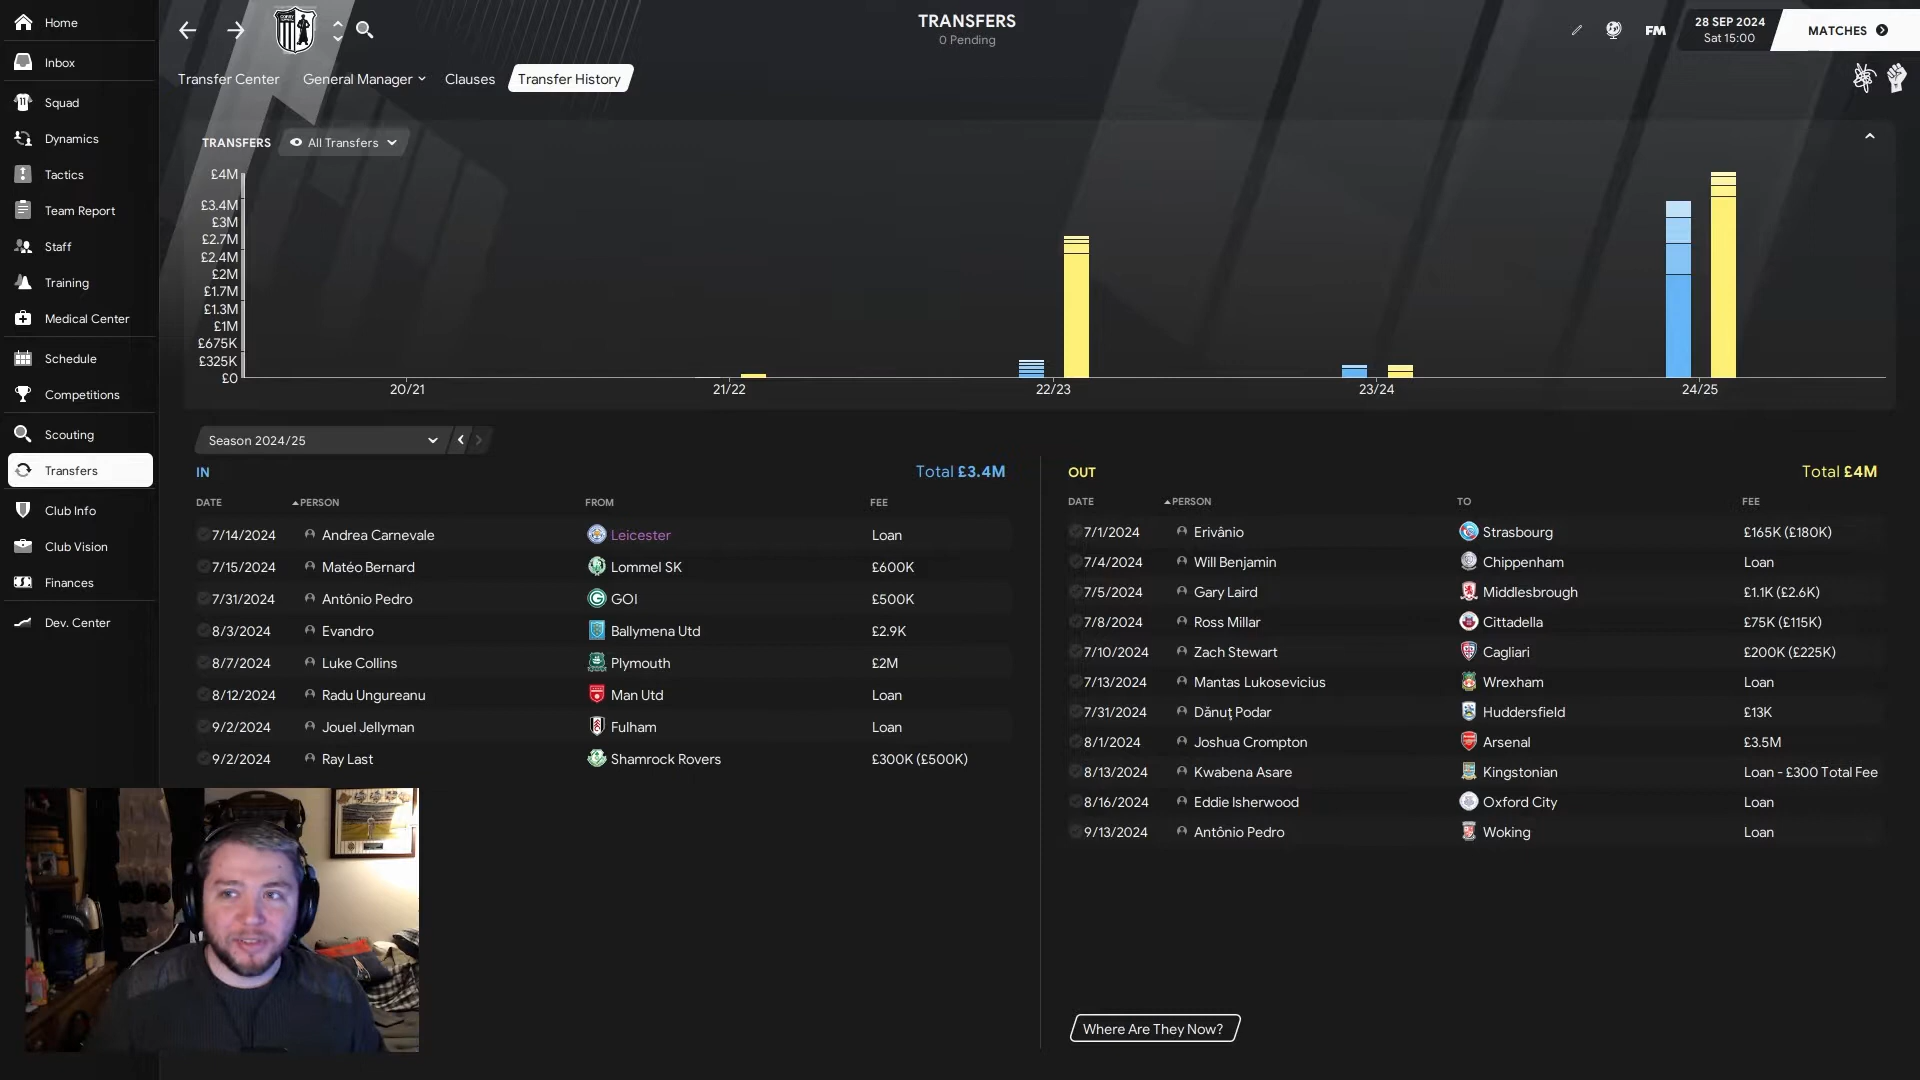 Home
Inbox
Squad
Dynamics
Tactics
Team Report
Staff
Training
Medical Center
Schedule
Competitions
Scouting
Transfers
Club Info
Club Vision
Finances
Dev. Center
TRANSFERS
0 Pending
FM
28 SEP 2024
Sat 15:00
MATCHES
Transfer Center General Manager Clauses Transfer History
TRANSFERS All Transfers
£4M
£3.4M
£3M
£2.7M
£2.4M
£2M
£1.7M
£1.3M
£1M
£675K
£325K
£0
20/21 21/22 22/23 23/24 24/25
Season 2024/25
IN Total £3.4M
DATE PERSON FROM FEE
7/14/2024 Andrea Carnevale Leicester Loan
7/15/2024 Matéo Bernard Lommel SK £600K
7/31/2024 Antônio Pedro GOI £500K
8/3/2024 Evandro Ballymena Utd £2.9K
8/7/2024 Luke Collins Plymouth £2M
8/12/2024 Radu Ungureanu Man Utd Loan
9/2/2024 Jouel Jellyman Fulham Loan
9/2/2024 Ray Last Shamrock Rovers £300K (£500K)
OUT Total £4M
DATE PERSON TO FEE
7/1/2024 Erivânio Strasbourg £165K (£180K)
7/4/2024 Will Benjamin Chippenham Loan
7/5/2024 Gary Laird Middlesbrough £1.1K (£2.6K)
7/8/2024 Ross Millar Cittadella £75K (£115K)
7/10/2024 Zach Stewart Cagliari £200K (£225K)
7/13/2024 Mantas Lukosevicius Wrexham Loan
7/31/2024 Dănuţ Podar Huddersfield £13K
8/1/2024 Joshua Crompton Arsenal £3.5M
8/13/2024 Kwabena Asare Kingstonian Loan - £300 Total Fee
8/16/2024 Eddie Isherwood Oxford City Loan
9/13/2024 Antônio Pedro Woking Loan
Where Are They Now?